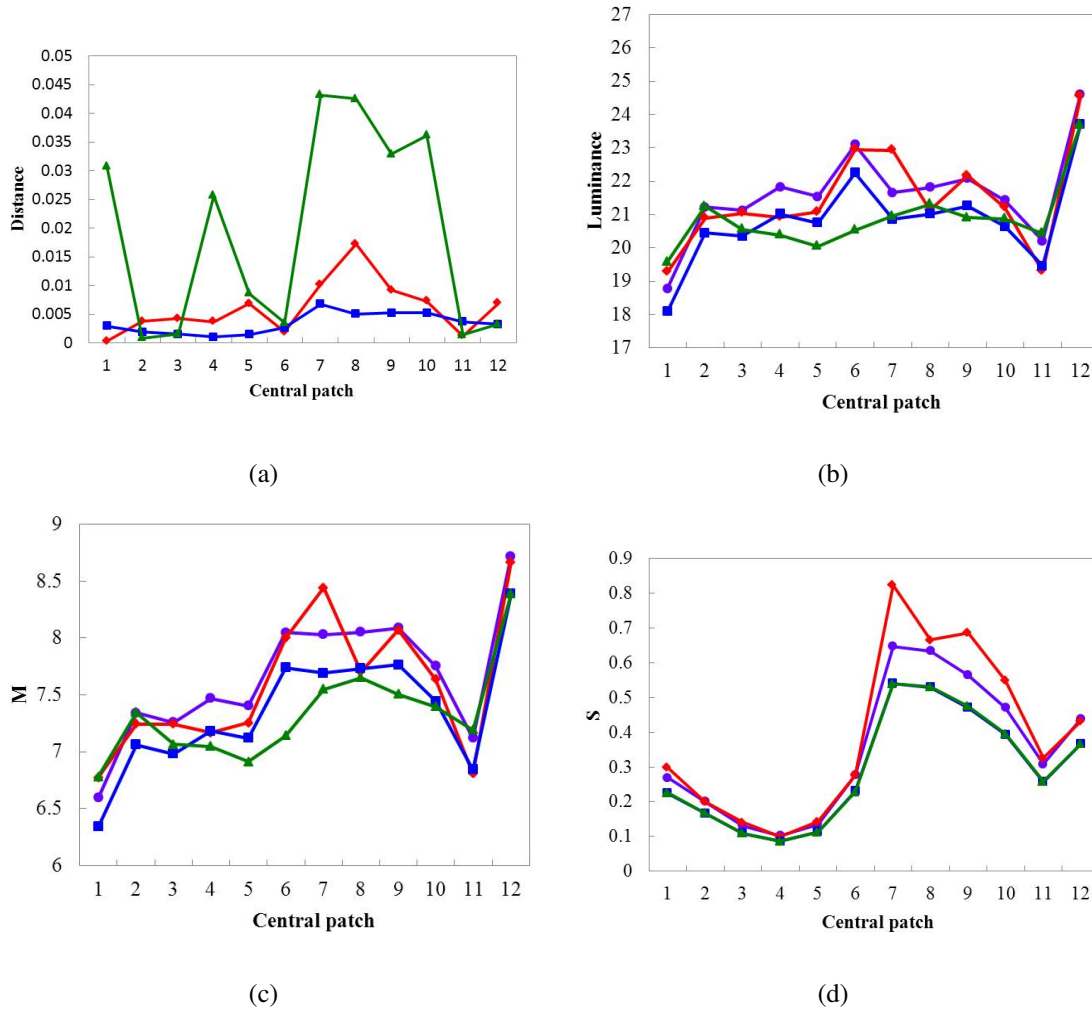 0.05
0.045
0.04
0.035
0.03
0.025
0.02
0.015
0.01
0.005
0
Distance
1 2 3 4 5 6 7 8 9 10 11 12
Central patch
(a)
27
26
25
24
23
22
21
20
19
18
17
Luminance
1 2 3 4 5 6 7 8 9 10 11 12
Central patch
(b)
9
8.5
8
7.5
7
6.5
6
M
1 2 3 4 5 6 7 8 9 10 11 12
Central patch
(c)
0.9
0.8
0.7
0.6
0.5
0.4
0.3
0.2
0.1
0
S
1 2 3 4 5 6 7 8 9 10 11 12
Central patch
(d)